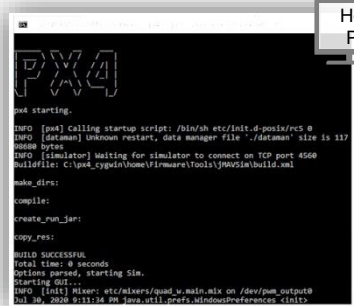 H
P
PX4
px4 starting.
INFO [px4] Calling startup script: /bin/sh etc/init.d-posix/rcS 0
INFO [dataman] Unknown restart, data manager file './dataman' size is 117
98680 bytes
INFO [simulator] Waiting for simulator to connect on TCP port 4560
Buildfile: C:\px4_cygwin\home\Firmware\Tools\jMAVSim\build.xml
make_dirs:
compile:
create_run_jar:
copy_res:
BUILD SUCCESSFUL
Total time: 0 seconds
Options parsed, starting Sim.
Starting GUI...
INFO [init] Mixer: etc/mixers/quad_w.main.mix on /dev/pwm_output0
Jul 30, 2020 9:11:34 PM java.util.prefs.WindowsPreferences <init>